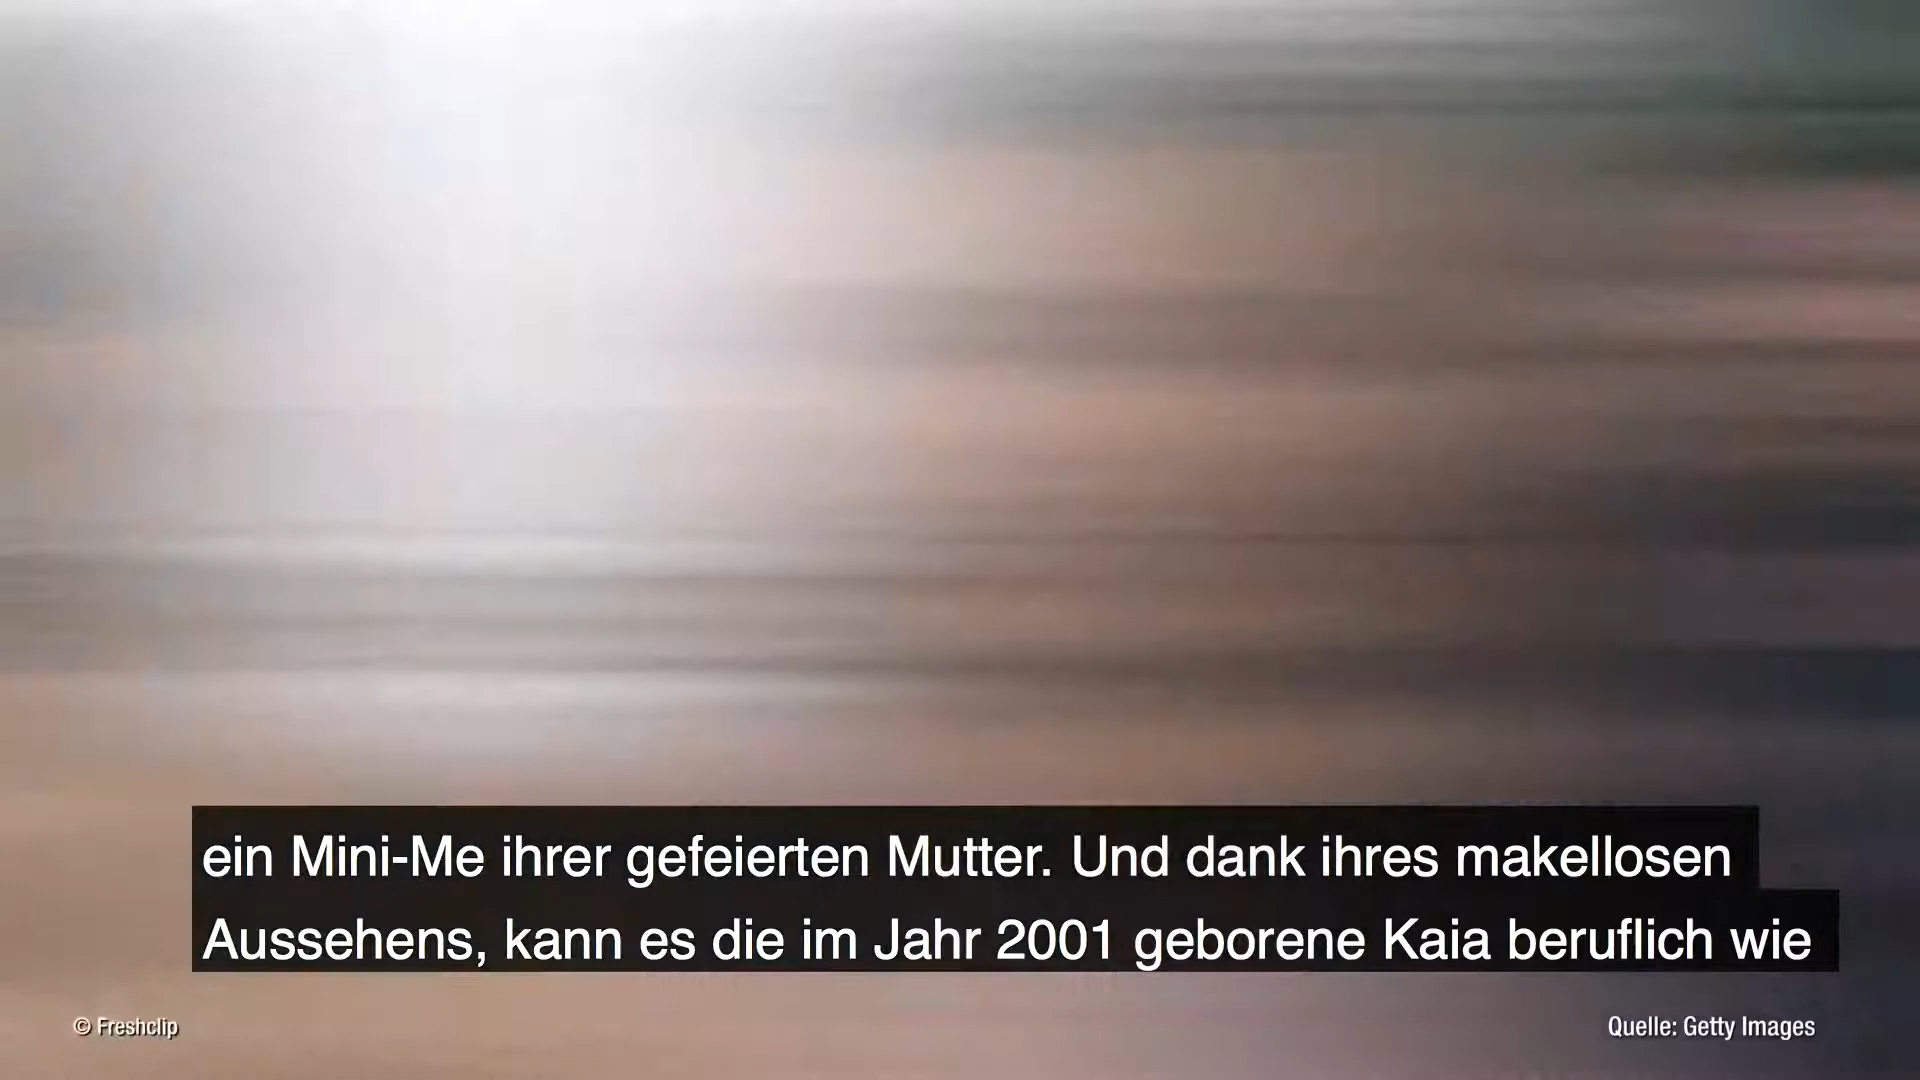 ein Mini-Me ihrer gefeierten Mutter. Und dank ihres makellosen
Aussehens, kann es die im Jahr 2001 geborene Kaia beruflich wie
© Freshclip
Quelle: Getty Images